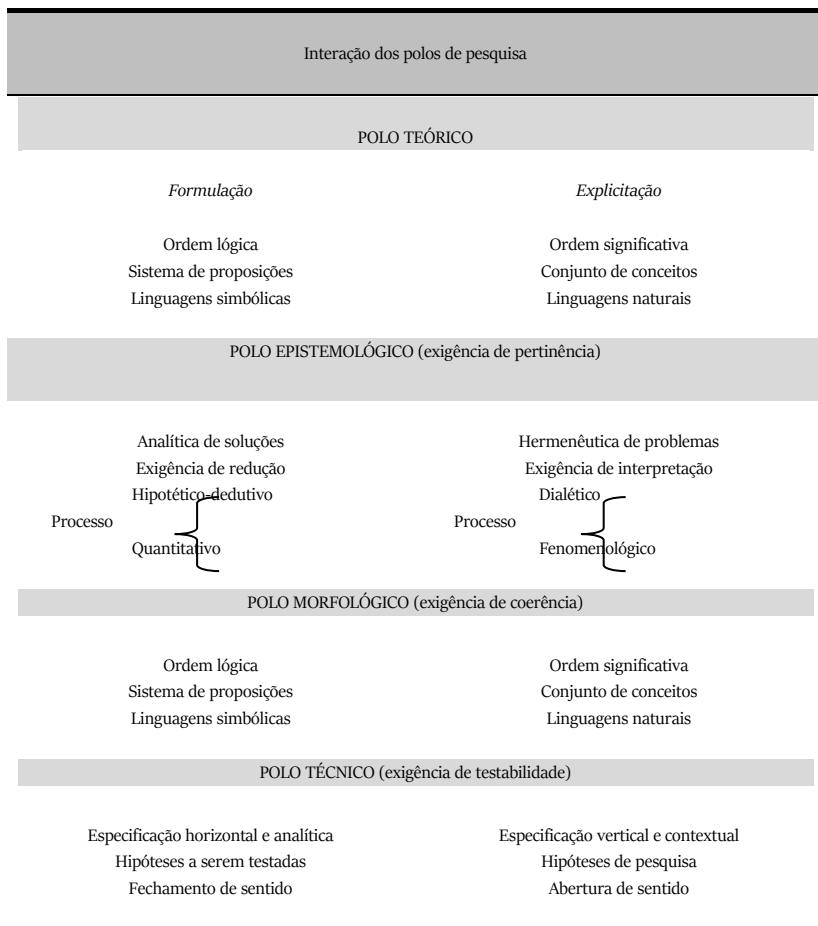 Interação dos polos de pesquisa
POLO TEÓRICO
Formulação Explicitação
Ordem lógica Ordem significativa
Sistema de proposições Conjunto de conceitos
Linguagens simbólicas Linguagens naturais
POLO EPISTEMOLÓGICO (exigência de pertinência)
Analítica de soluções Hermenêutica de problemas
Exigência de redução Exigência de interpretação
Hipotético-dedutivo Dialético
Processo Processo
Quantitativo Fenomenológico
POLO MORFOLÓGICO (exigência de coerência)
Ordem lógica Ordem significativa
Sistema de proposições Conjunto de conceitos
Linguagens simbólicas Linguagens naturais
POLO TÉCNICO (exigência de testabilidade)
Especificação horizontal e analítica Especificação vertical e contextual
Hipóteses a serem testadas Hipóteses de pesquisa
Fechamento de sentido Abertura de sentido